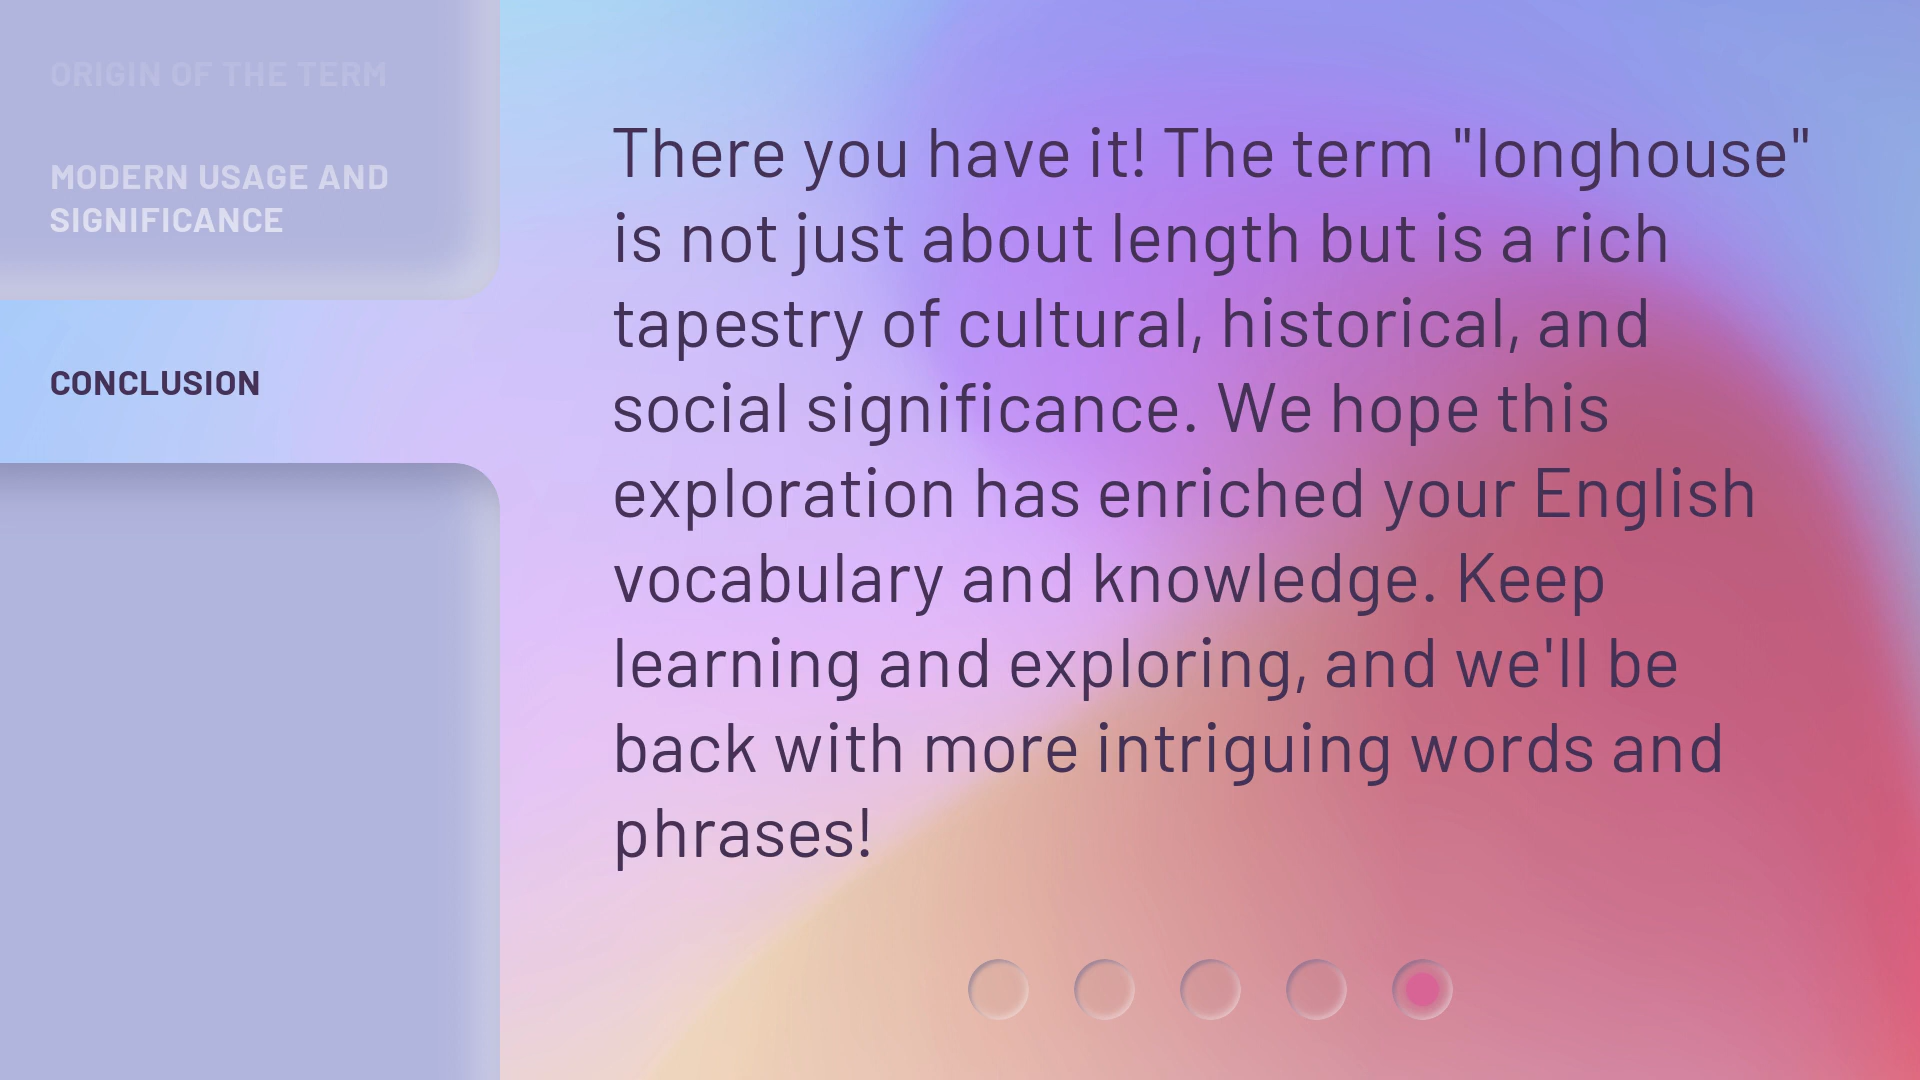 ORIGIN OF THE TERM
MODERN USAGE AND
SIGNIFICANCE
CONCLUSION
There you have it! The term "longhouse"
is not just about length but is a rich
tapestry of cultural, historical, and
social significance. We hope this
exploration has enriched your English
vocabulary and knowledge. Keep
learning and exploring, and we'll be
back with more intriguing words and
phrases!